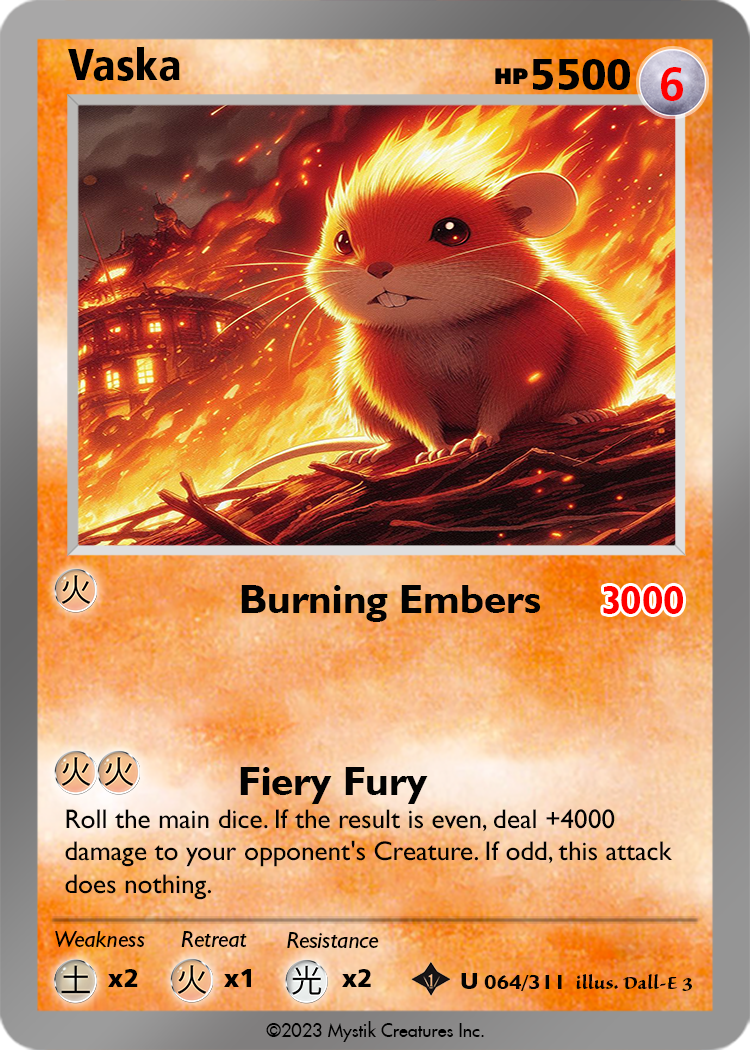 Vaska HP5500 6
火 Burning Embers 3000
火火 Fiery Fury
Roll the main dice. If the result is even, deal +4000
damage to your opponent's Creature. If odd, this attack
does nothing.
Weakness Retreat Resistance
土 x2 火 x1 光 x2 1 U 064/311 illus. Dall-E 3
©2023 Mystik Creatures Inc.